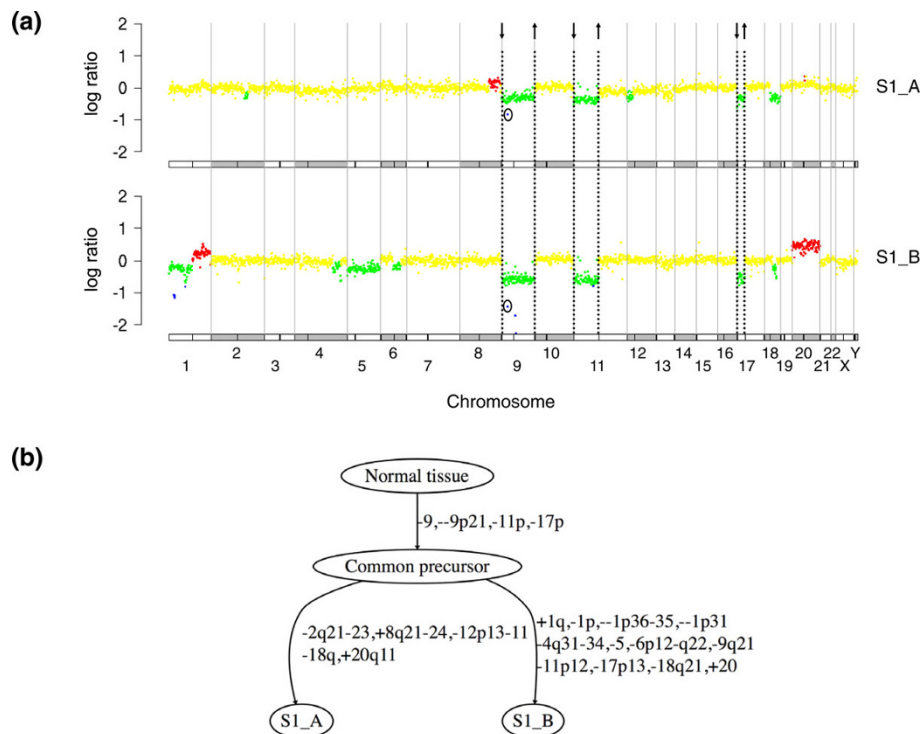 (a)
2
1
0
-1
-2
log ratio
S1_A
2
1
0
-1
-2
log ratio
S1_B
2 4 6 8 10 12 14 16 18 20 22 Y
1 3 5 7 9 11 13 15 17 19 21 X
Chromosome
(b)
Normal tissue
-9,--9p21,-11p,-17p
Common precursor
-2q21-23,+8q21-24,-12p13-11
-18q,+20q11
+1q,-1p,--1p36-35,--1p31
-4q31-34,-5,-6p12-q22,-9q21
-11p12,-17p13,-18q21,+20
S1_A
S1_B